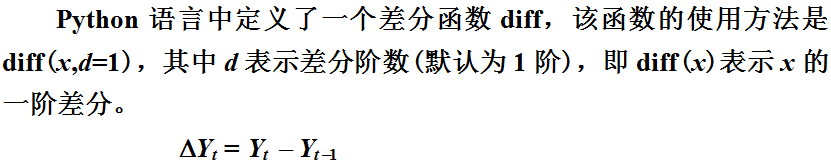 Python 语言中定义了一个差分函数 diff，该函数的使用方法是
diff(x,d=1)，其中 d 表示差分阶数(默认为 1 阶)，即 diff(x)表示 x 的
一阶差分。
ΔYₜ = Yₜ – Yₜ₋₁